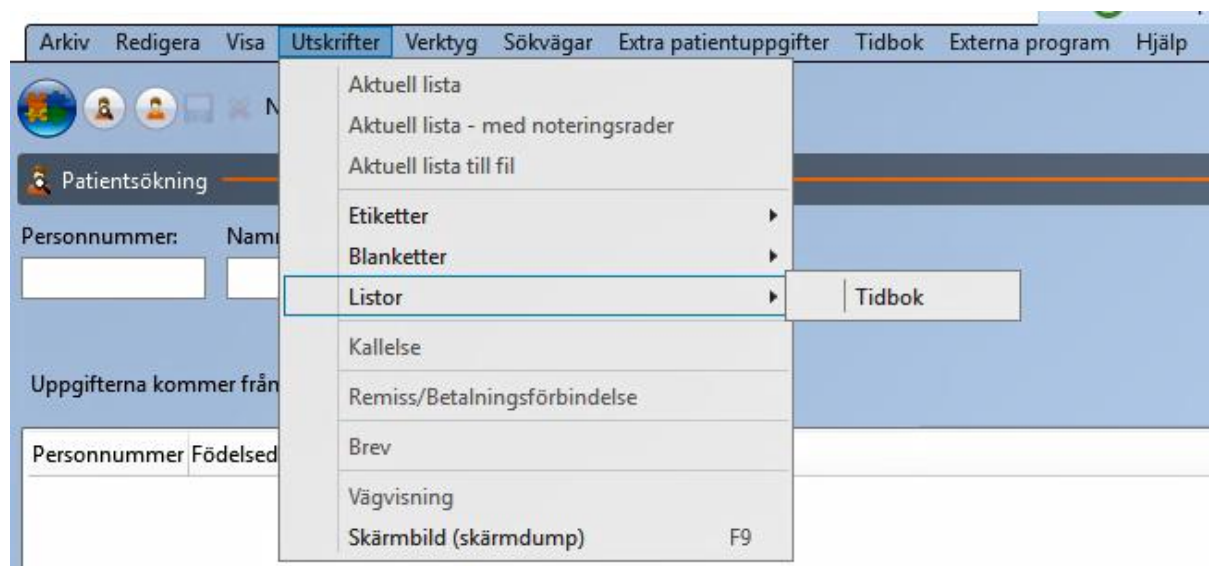 Arkiv Redigera Visa Utskrifter Verktyg Sökvägar Extra patientuppgifter Tidbok Externa program Hjälp
Aktuell lista
Aktuell lista - med noteringsrader
Aktuell lista till fil
Patientsökning
Etiketter
Personnummer:
Blanketter
Listor
Tidbok
Kallelse
Uppgifterna kommer från
Remiss/Betalningsförbindelse
Brev
Personnummer
Vägvisning
Skärmbild (skärmdump) F9